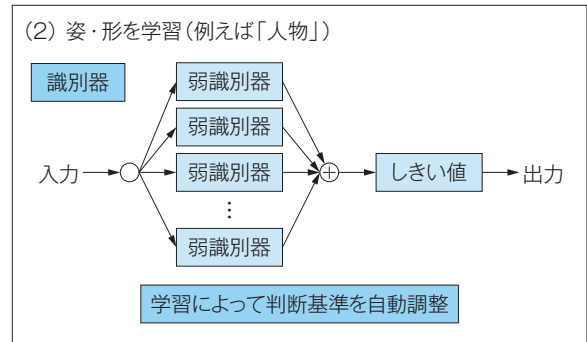 (2) 姿・形を学習(例えば「人物」)
識別器
弱識別器
弱識別器
入力
弱識別器
しきい値
出力
⋮
弱識別器
学習によって判断基準を自動調整